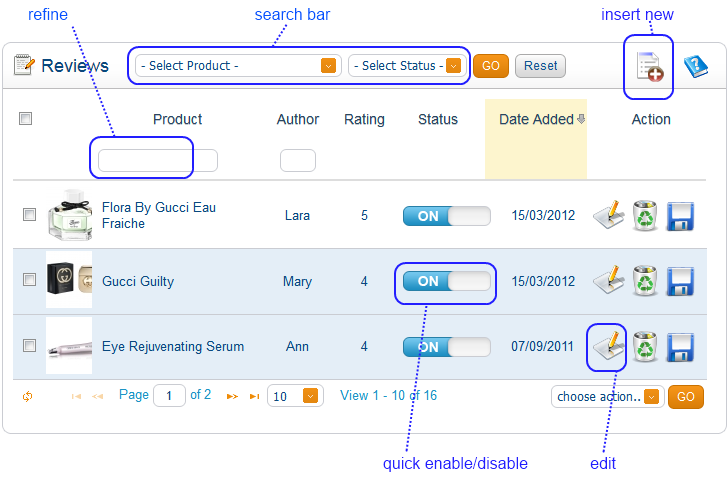 refine
search bar
insert new
Reviews
- Select Product -
- Select Status -
GO
Reset
Product
Author
Rating
Status
Date Added
Action
Flora By Gucci Eau
Fraiche
Lara
5
ON
15/03/2012
Gucci Guilty
Mary
4
ON
15/03/2012
Eye Rejuvenating Serum
Ann
4
ON
07/09/2011
Page 1 of 2
10
View 1 - 10 of 16
choose action..
GO
quick enable/disable
edit